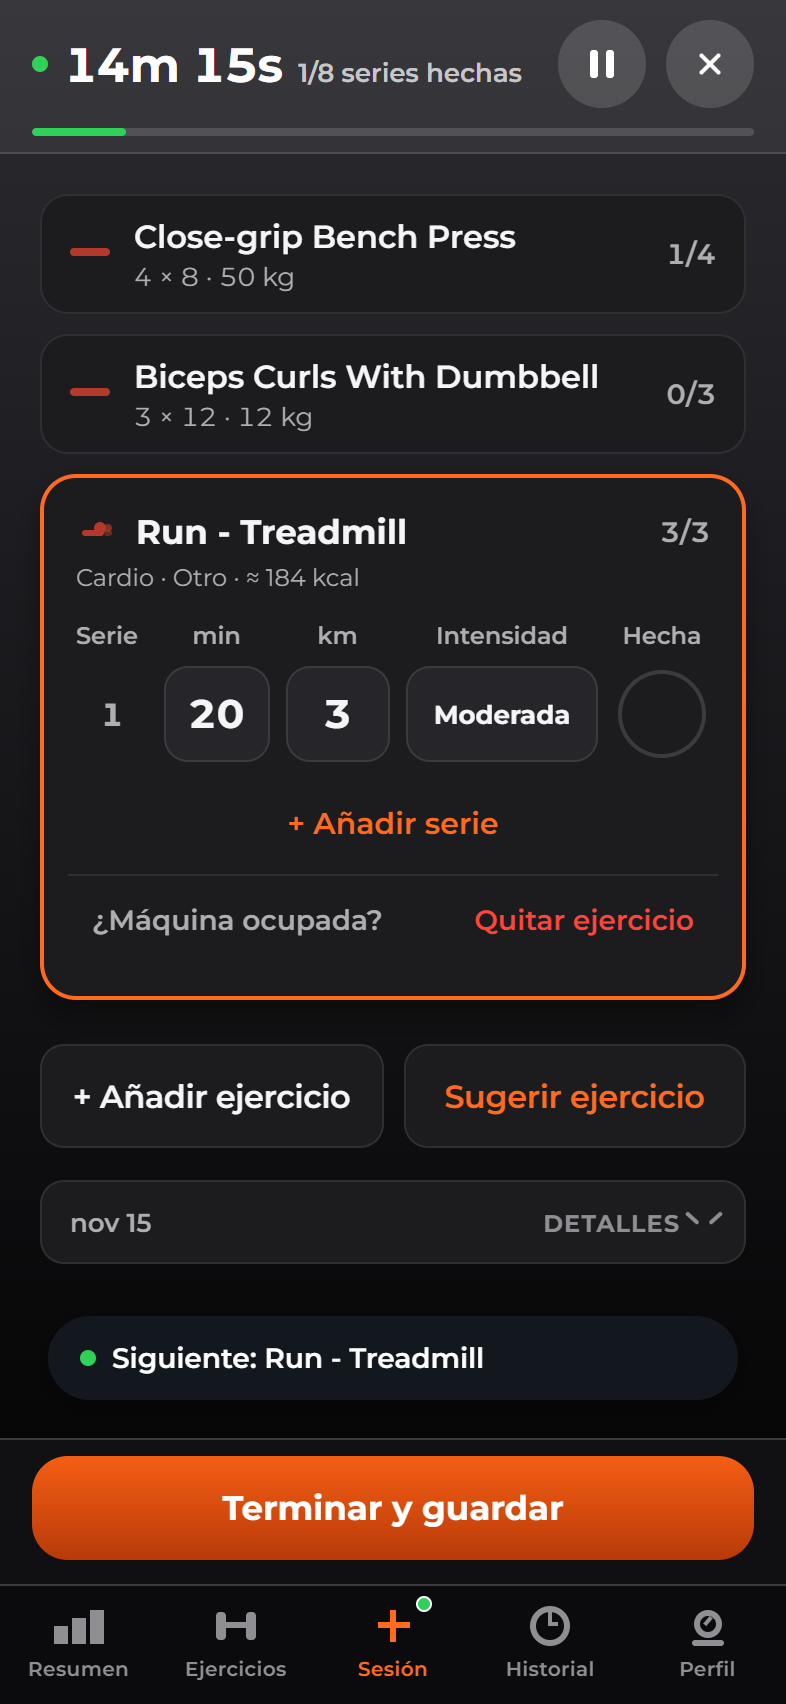 14m 15s 1/8 series hechas
Close-grip Bench Press
4 × 8 · 50 kg
1/4
Biceps Curls With Dumbbell
3 × 12 · 12 kg
0/3
Run - Treadmill
3/3
Cardio · Otro · ≈ 184 kcal
Serie min km Intensidad Hecha
1 20 3 Moderada
+ Añadir serie
¿Máquina ocupada? Quitar ejercicio
+ Añadir ejercicio Sugerir ejercicio
nov 15 DETALLES
Siguiente: Run - Treadmill
Terminar y guardar
Resumen Ejercicios Sesión Historial Perfil